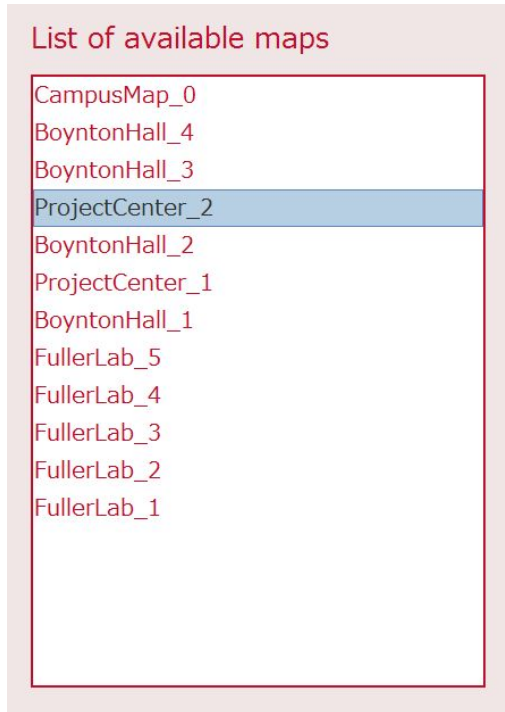 List of available maps
CampusMap_0
BoyntonHall_4
BoyntonHall_3
ProjectCenter_2
BoyntonHall_2
ProjectCenter_1
BoyntonHall_1
FullerLab_5
FullerLab_4
FullerLab_3
FullerLab_2
FullerLab_1